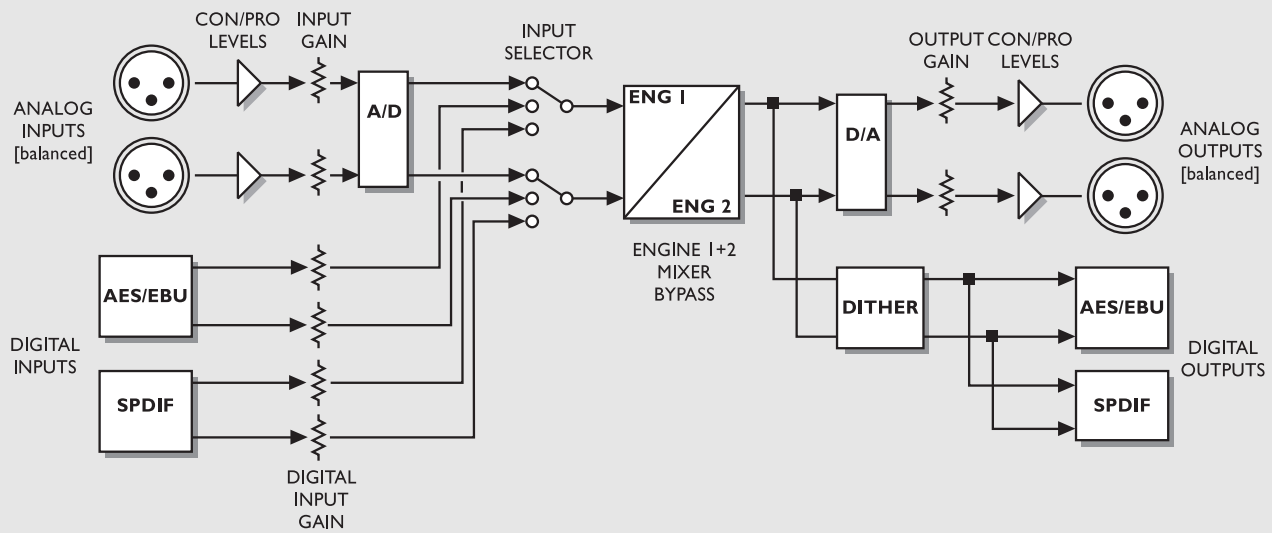 CON/PRO
LEVELS
INPUT
GAIN
INPUT
SELECTOR
OUTPUT
GAIN
CON/PRO
LEVELS
ANALOG
INPUTS
[balanced]
A/D
ENG 1
ENG 2
ENGINE 1+2
MIXER
BYPASS
D/A
ANALOG
OUTPUTS
[balanced]
AES/EBU
DIGITAL
INPUTS
SPDIF
DIGITAL
INPUT
GAIN
DITHER
AES/EBU
DIGITAL
OUTPUTS
SPDIF